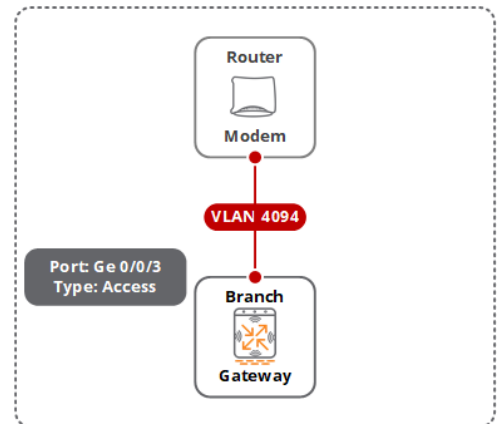 Router
Modem
VLAN 4094
Port: Ge 0/0/3
Type: Access
Branch
Gateway